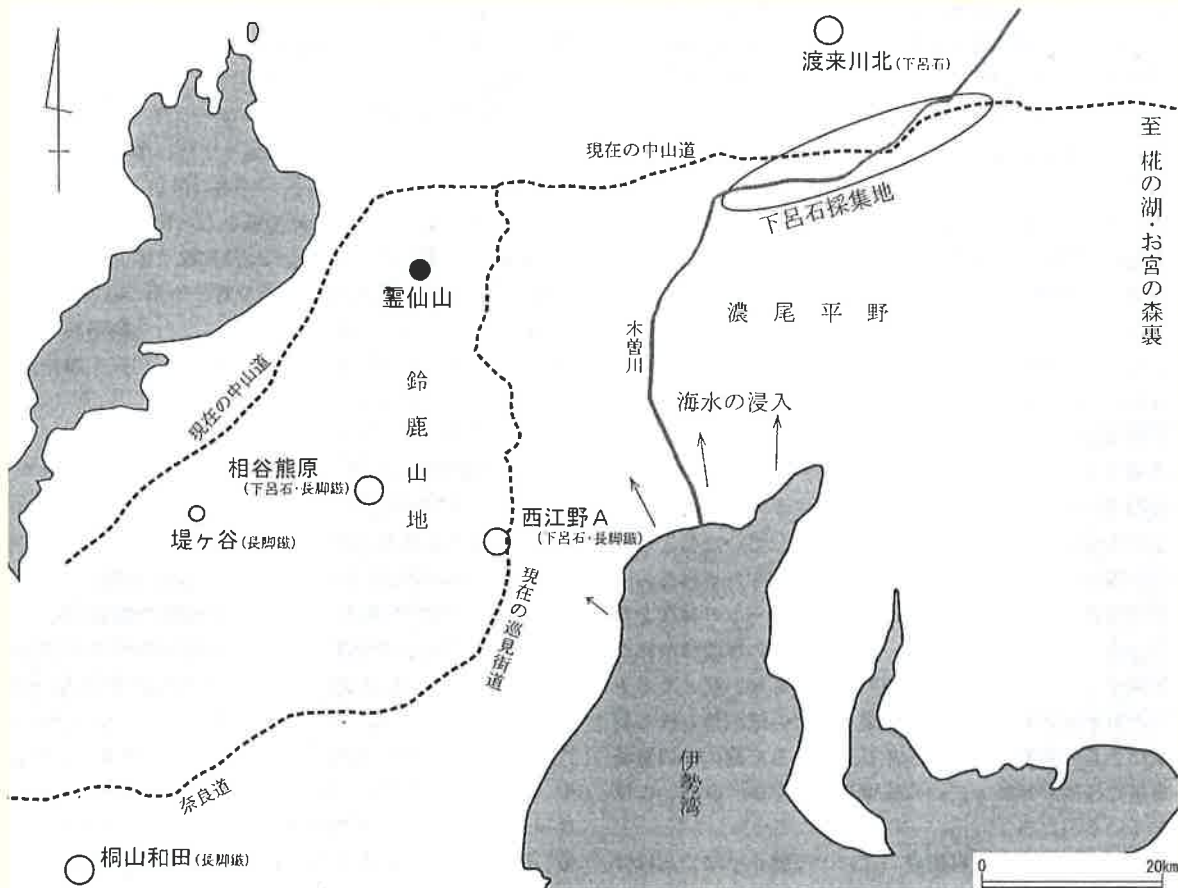 渡来川北(下呂石)
現在の中山道
下呂石採集地
至 椛の湖・お宮の森裏
霊仙山
濃尾平野
木曽川
鈴鹿山地
海水の浸入
現在の中山道
相谷熊原
(下呂石・長脚鏃)
堤ヶ谷(長脚鏃)
西江野A
(下呂石・長脚鏃)
現在の巡見街道
伊勢湾
奈良道
桐山和田(長脚鏃)
0 20km